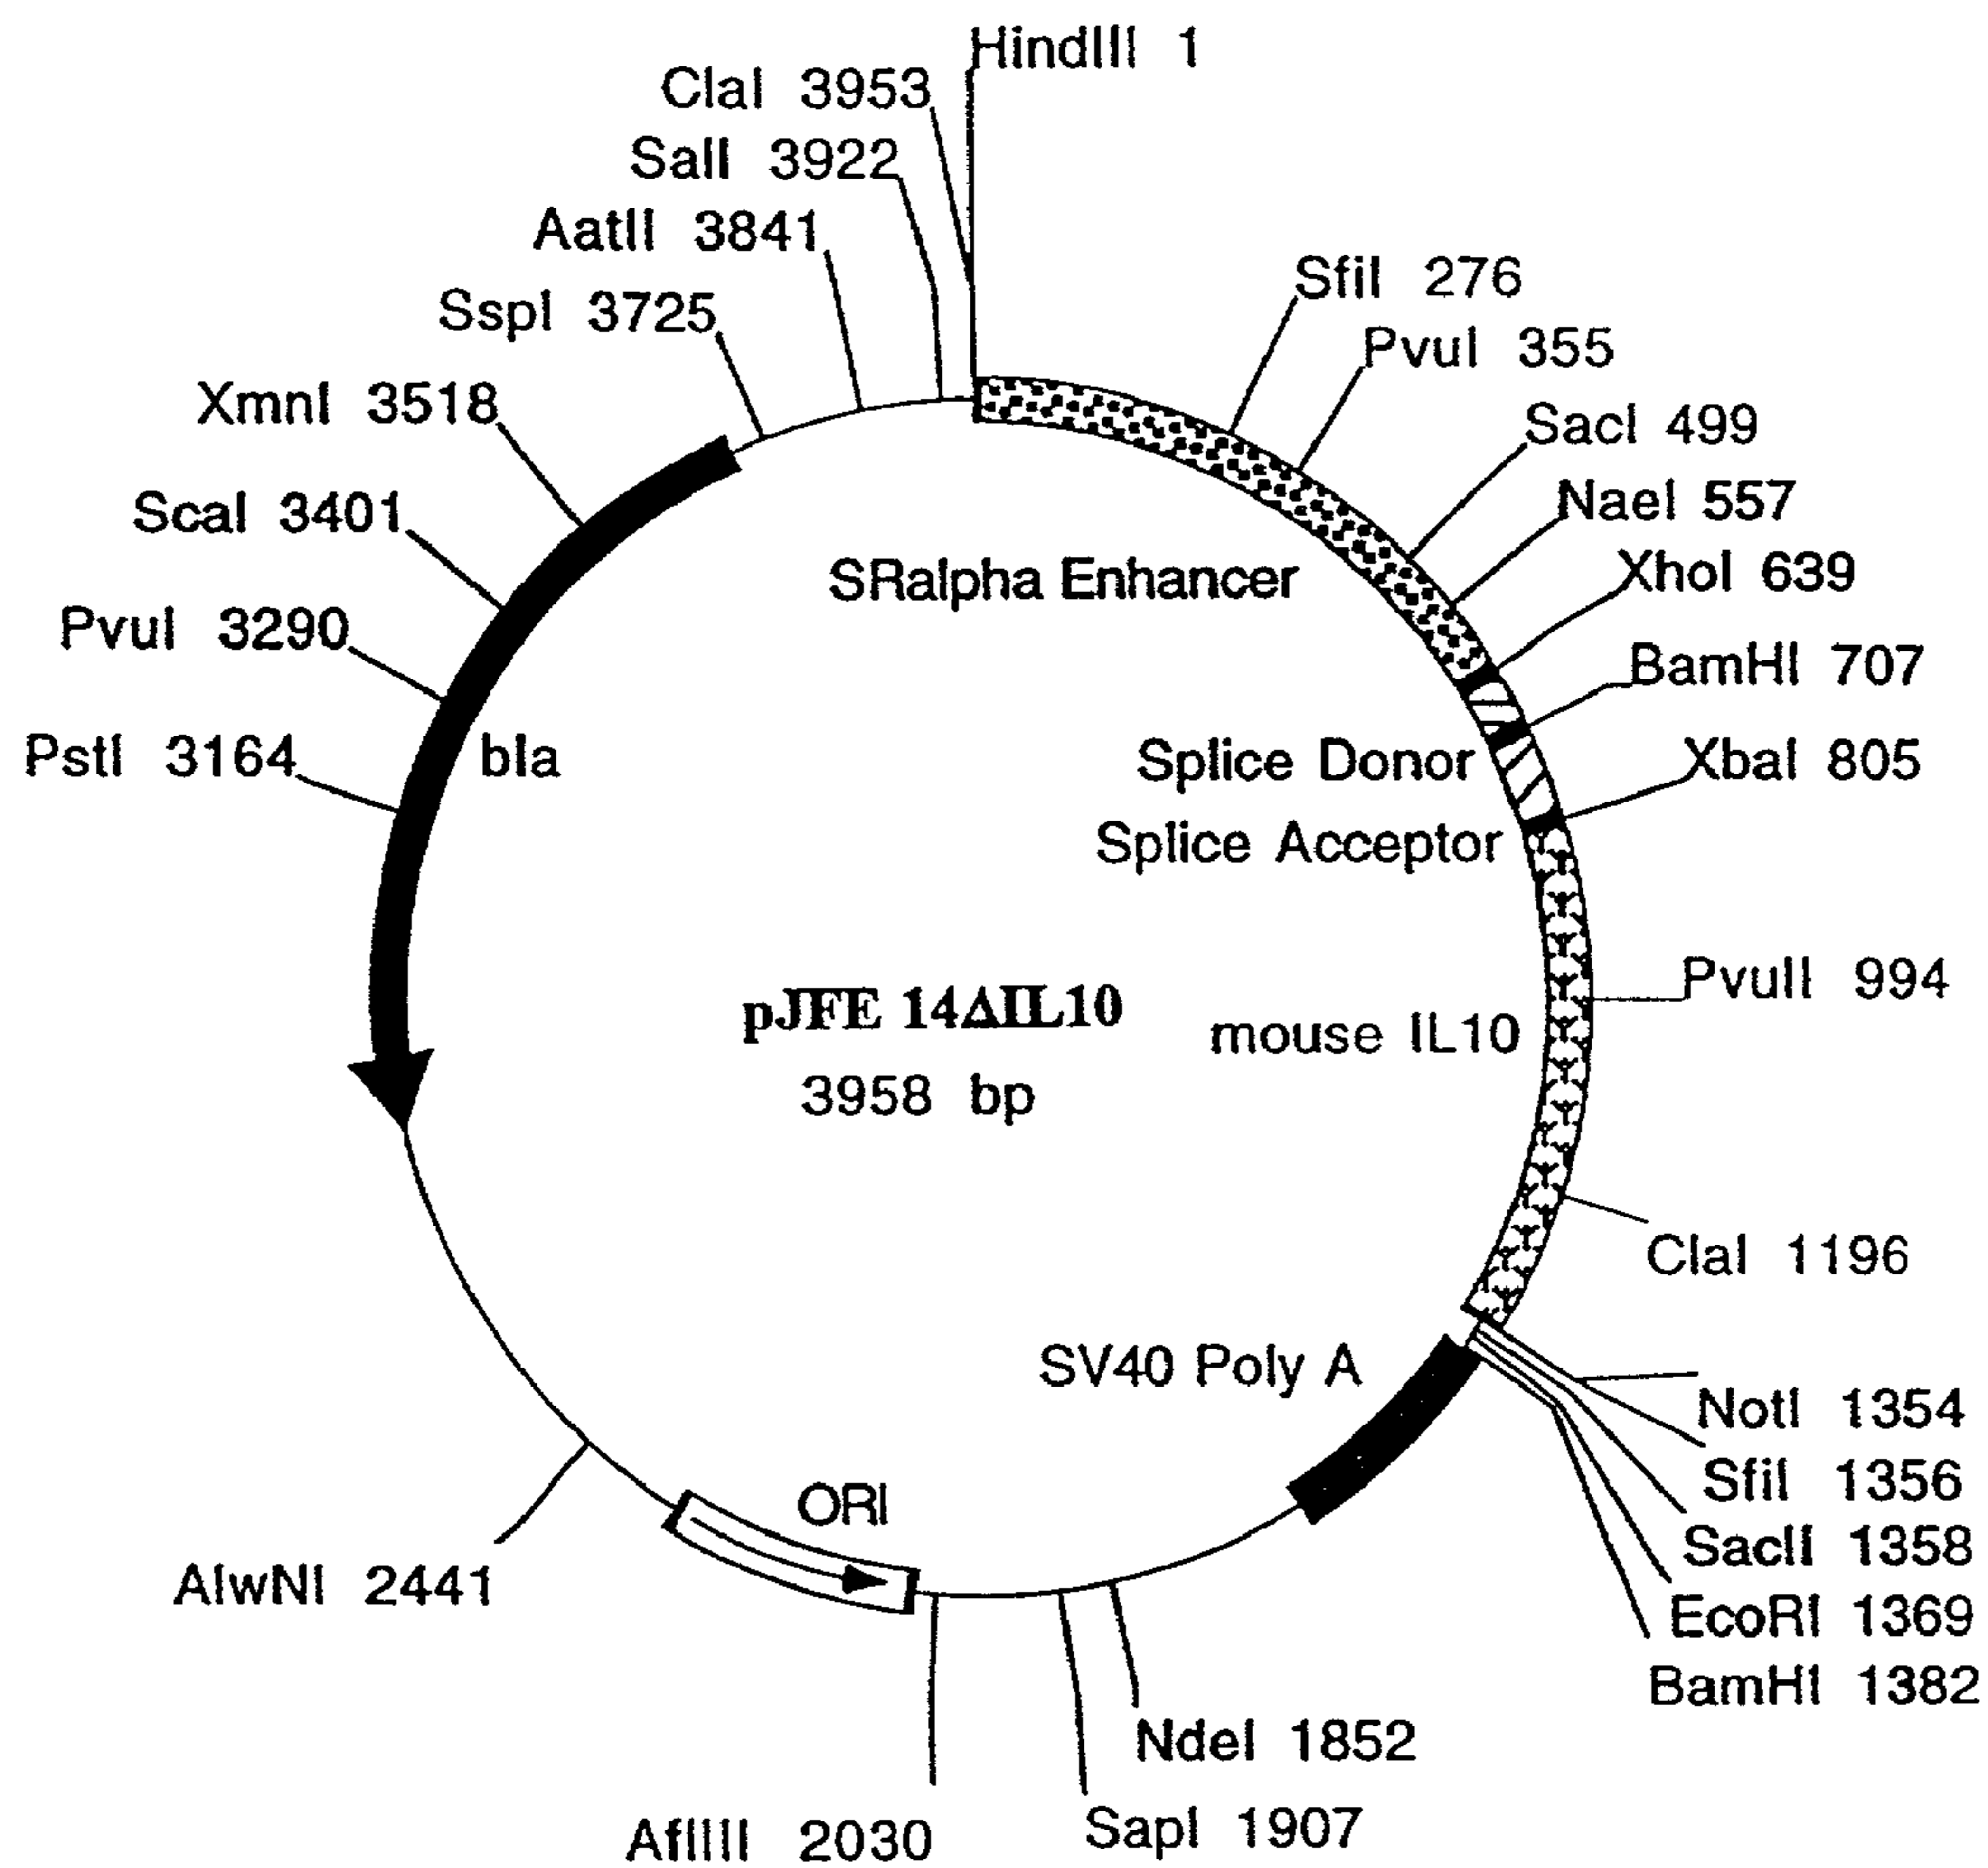 HindIII 1
ClaI 3953
SalI 3922
AatII 3841
SspI 3725
XmnI 3518
ScaI 3401
PvuI 3290
PstI 3164
SfiI 276
PvuI 355
SacI 499
NaeI 557
XhoI 639
BamHI 707
XbaI 805
PvuII 994
ClaI 1196
NotI 1354
SfiI 1356
SacII 1358
EcoRI 1369
BamHI 1382
NdeI 1852
SapI 1907
AflIII 2030
AlwNI 2441
SRalpha Enhancer
Splice Donor
Splice Acceptor
bla
mouse IL10
pJFE 14ΔIL10
3958 bp
SV40 Poly A
ORI